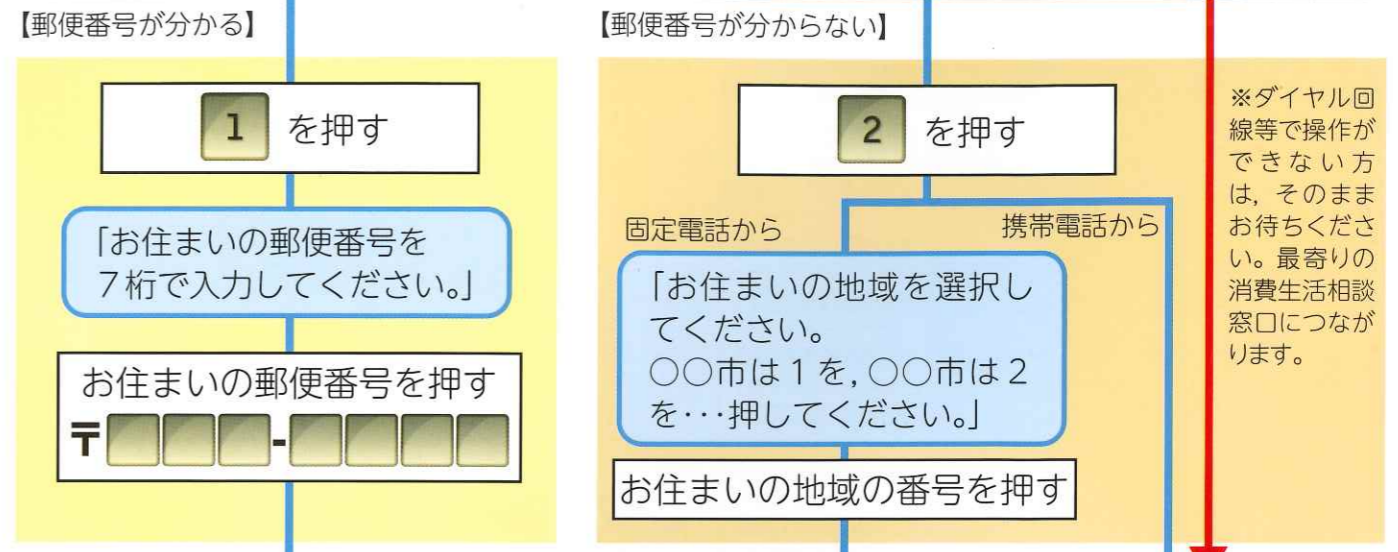 【郵便番号が分かる】
1 を押す
「お住まいの郵便番号を
7桁で入力してください。」
お住まいの郵便番号を押す
〒 -
【郵便番号が分からない】
2 を押す
固定電話から
携帯電話から
「お住まいの地域を選択し
てください。
○○市は1を,○○市は2
を・・・押してください。」
お住まいの地域の番号を押す
※ダイヤル回
線等で操作が
できない方
は,そのまま
お待ちくださ
い。最寄りの
消費生活相談
窓口につなが
ります。